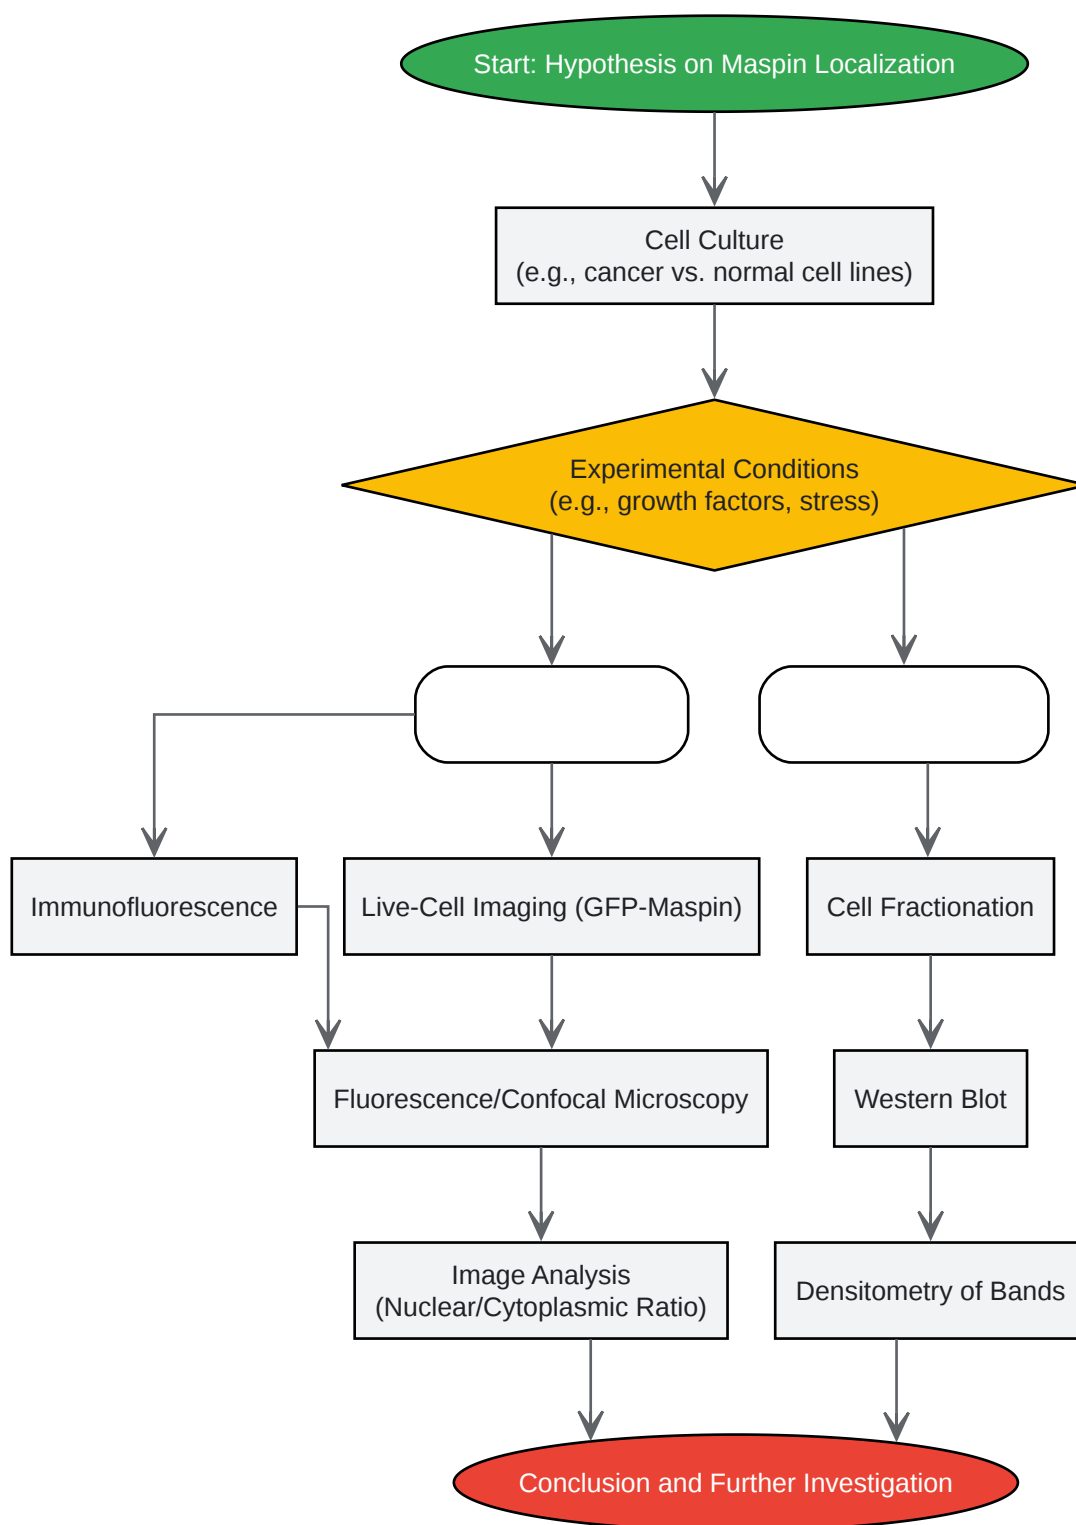 Start: Hypothesis on Maspin Localization
Cell Culture
(e.g., cancer vs. normal cell lines)
Experimental Conditions
(e.g., growth factors, stress)
Immunofluorescence
Live-Cell Imaging (GFP-Maspin)
Cell Fractionation
Fluorescence/Confocal Microscopy
Western Blot
Image Analysis
(Nuclear/Cytoplasmic Ratio)
Densitometry of Bands
Conclusion and Further Investigation